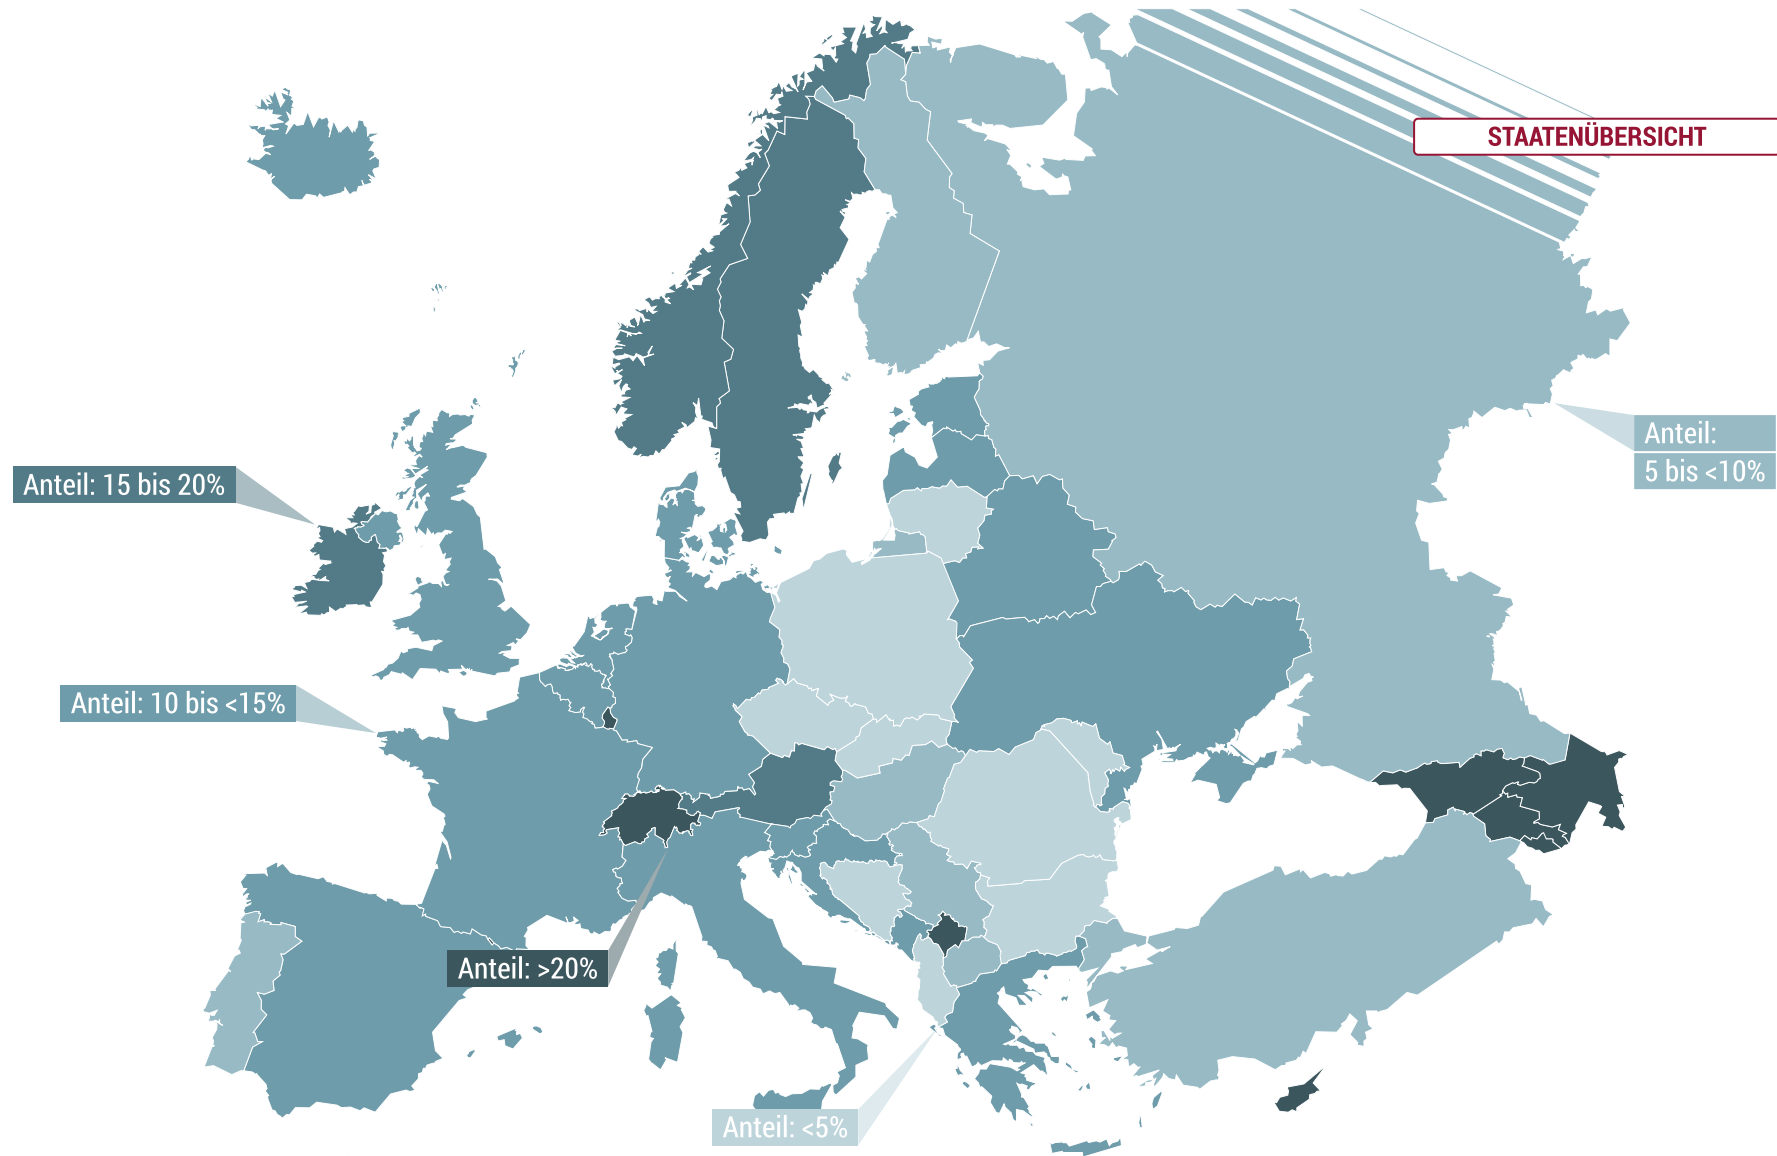 STAATENÜBERSICHT
Anteil:
5 bis <10%
Anteil: 15 bis 20%
Anteil: 10 bis <15%
Anteil: >20%
Anteil: <5%